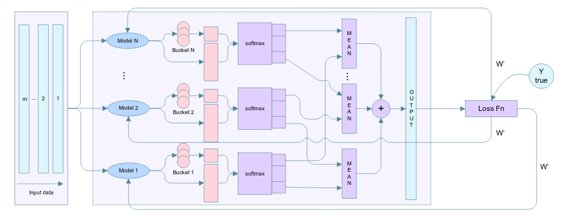 m ... 2 1
Input data
Model N
Bucket N
softmax
MEAN
Model 2
Bucket 2
softmax
MEAN
Model 1
Bucket 1
softmax
MEAN
+
OUTPUT
Loss Fn
Y
true
W'
W'
W'